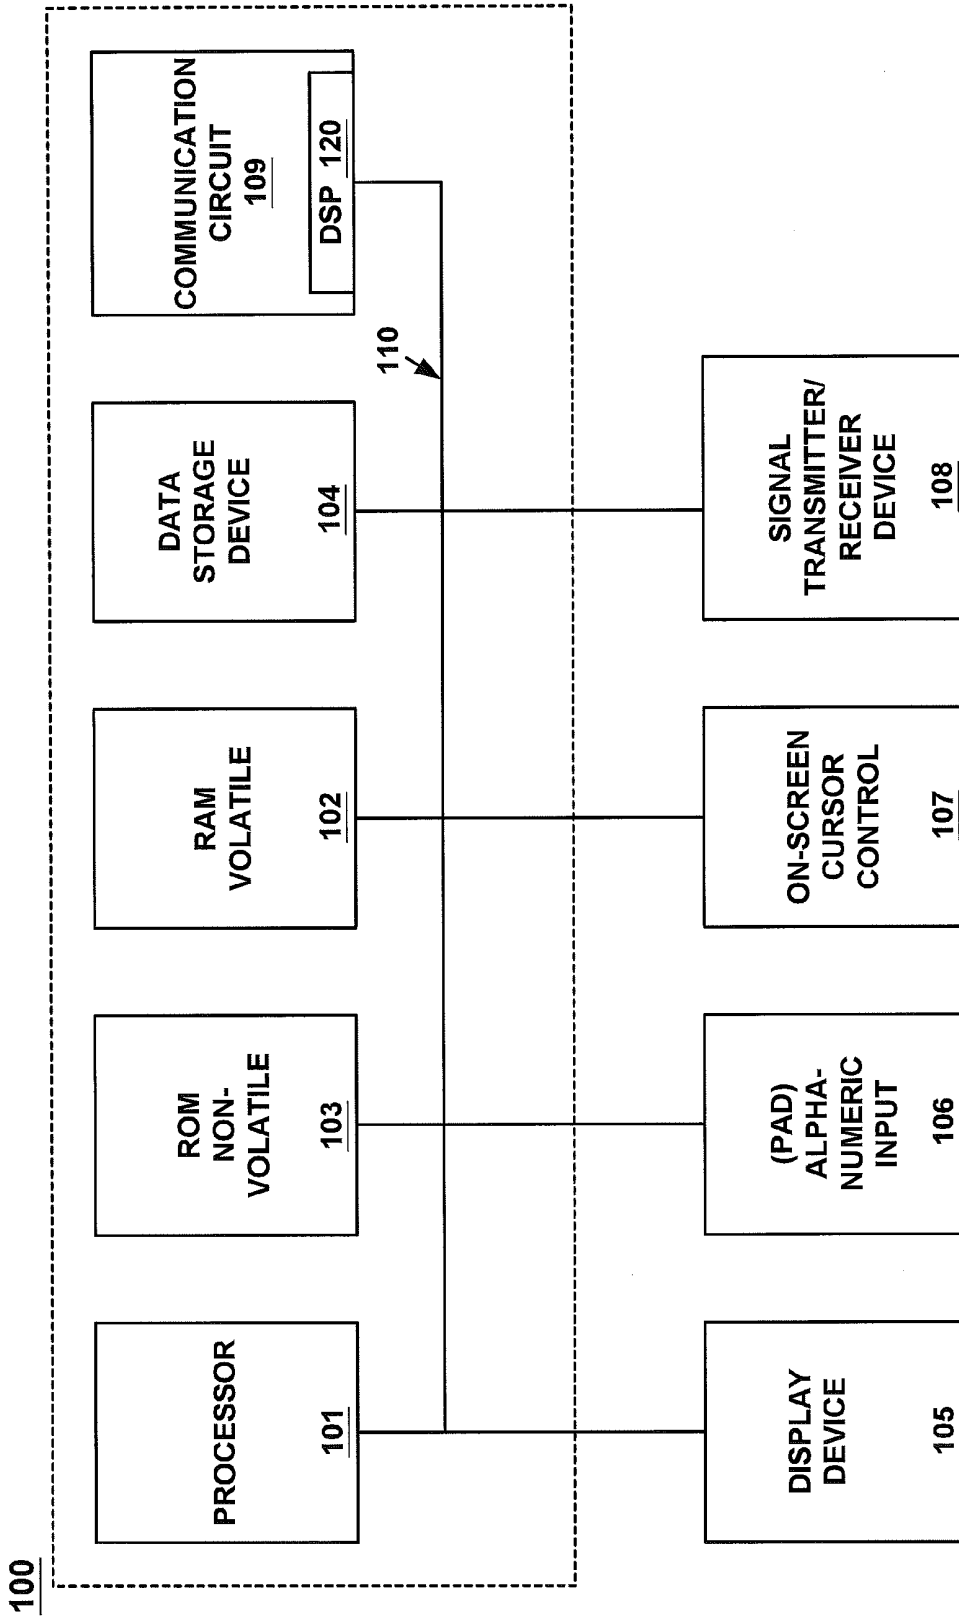 100
PROCESSOR
101
ROM
NON-
VOLATILE
103
RAM
VOLATILE
102
DATA
STORAGE
DEVICE
104
COMMUNICATION
CIRCUIT
109
DSP 120
110
DISPLAY
DEVICE
105
(PAD)
ALPHA-
NUMERIC
INPUT
106
ON-SCREEN
CURSOR
CONTROL
107
SIGNAL
TRANSMITTER/
RECEIVER
DEVICE
108